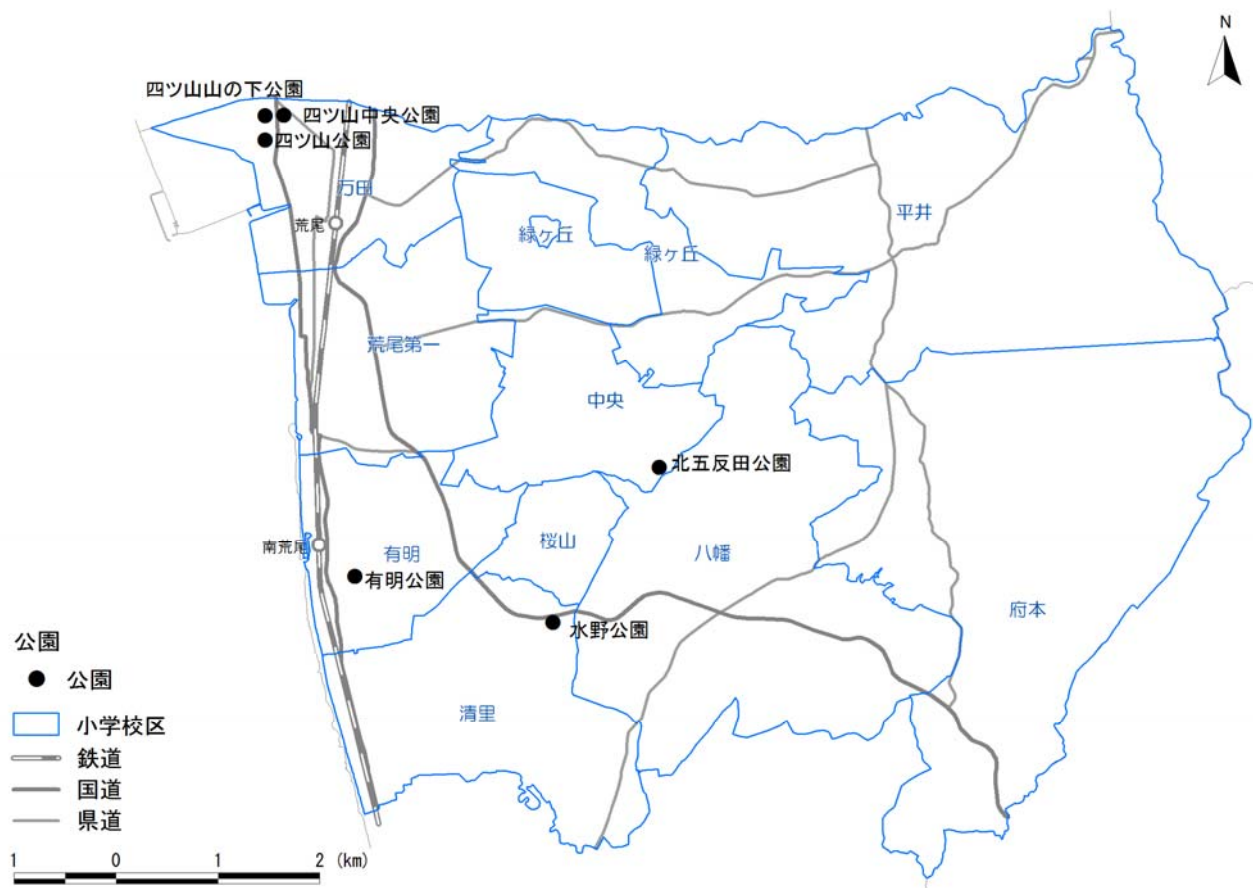 N
四ツ山山の下公園
四ツ山中央公園
四ツ山公園
万田
荒尾
平井
緑ヶ丘
緑ヶ丘
荒尾第一
中央
北五反田公園
南荒尾
有明
桜山
八幡
有明公園
府本
水野公園
清里
公園
公園
小学校区
鉄道
国道
県道
1 0 1 2 (km)